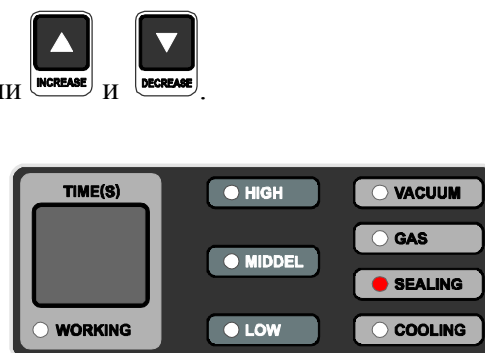 INCREASE и DECREASE.
TIME(S) HIGH VACUUM
GAS
MIDDEL
SEALING
WORKING LOW COOLING